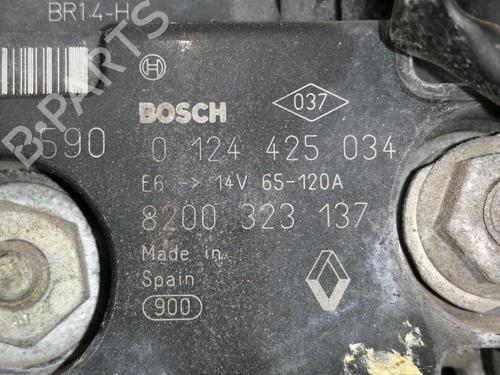 BR14-H
BOSCH
037
590 0 124 425 034
E6 -> 14V 65-120A
8200 323 137
Made in
Spain
900
B-PARTS